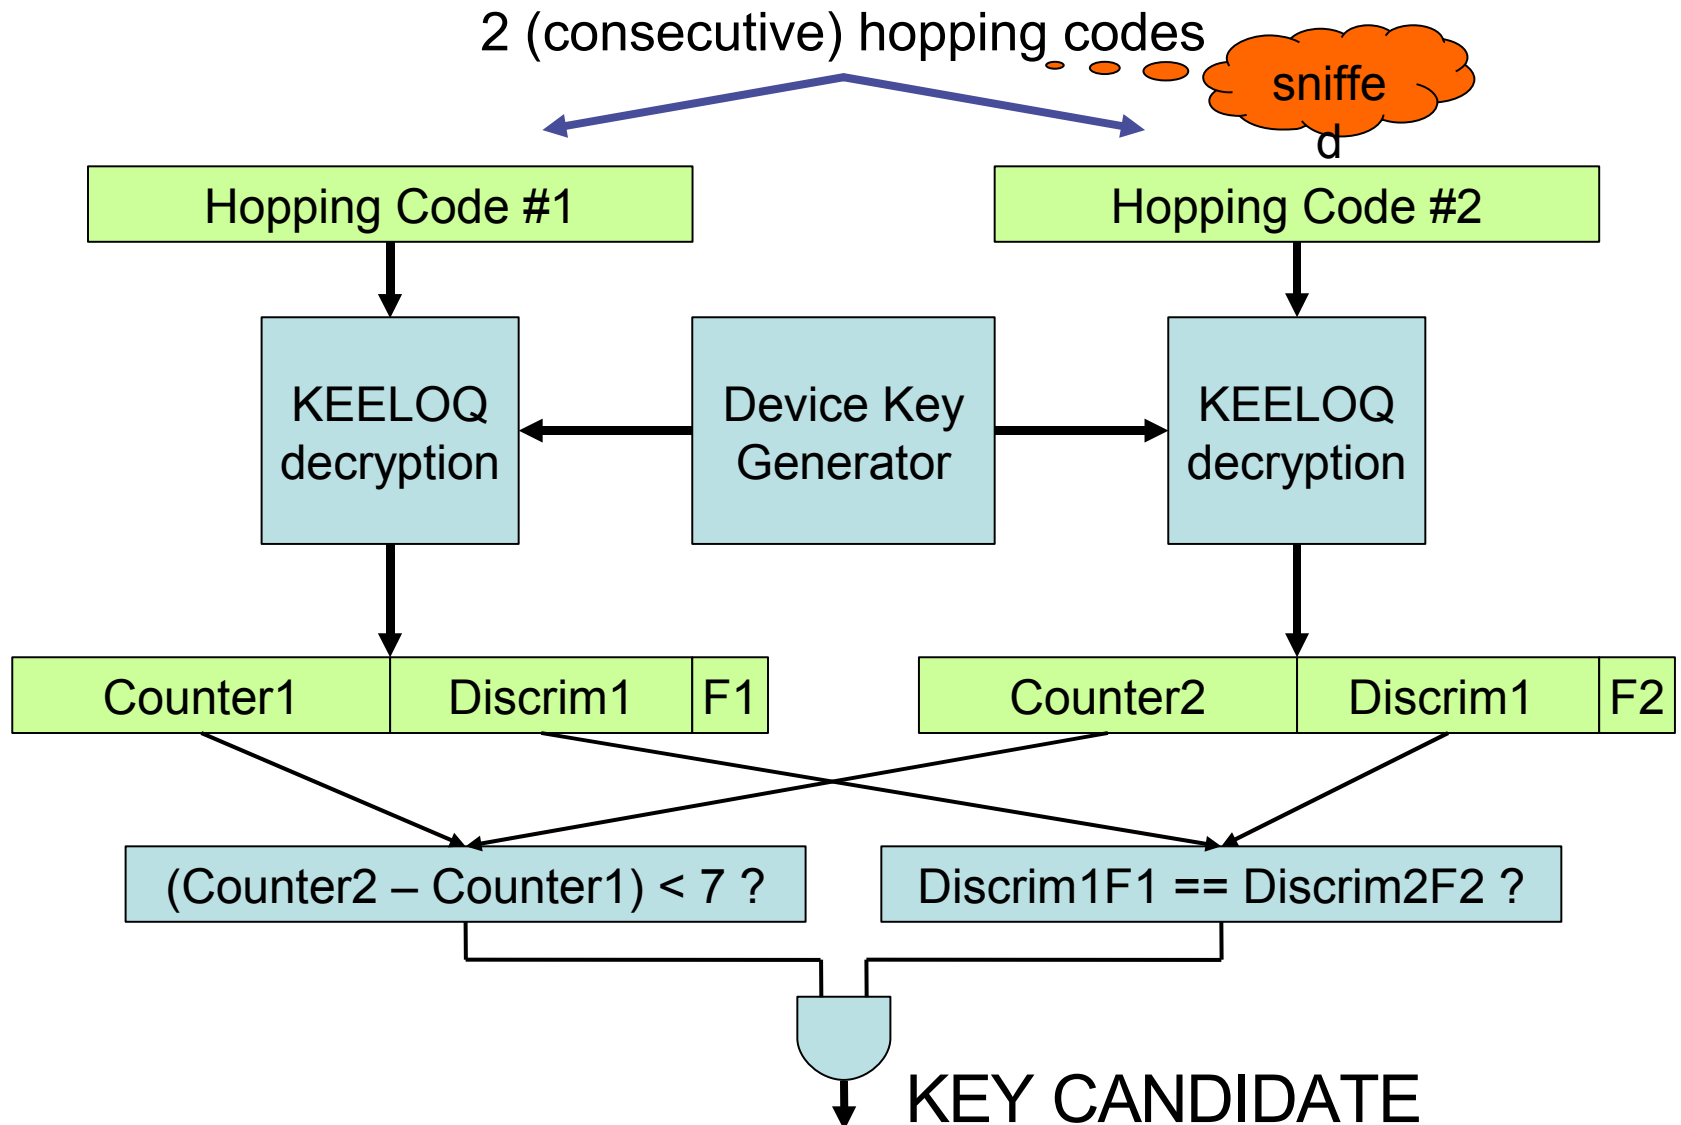 2 (consecutive) hopping codes
sniffe
d
Hopping Code #1
Hopping Code #2
KEELOQ
decryption
Device Key
Generator
KEELOQ
decryption
Counter1
Discrim1
F1
Counter2
Discrim1
F2
(Counter2 – Counter1) < 7 ?
Discrim1F1 == Discrim2F2 ?
KEY CANDIDATE